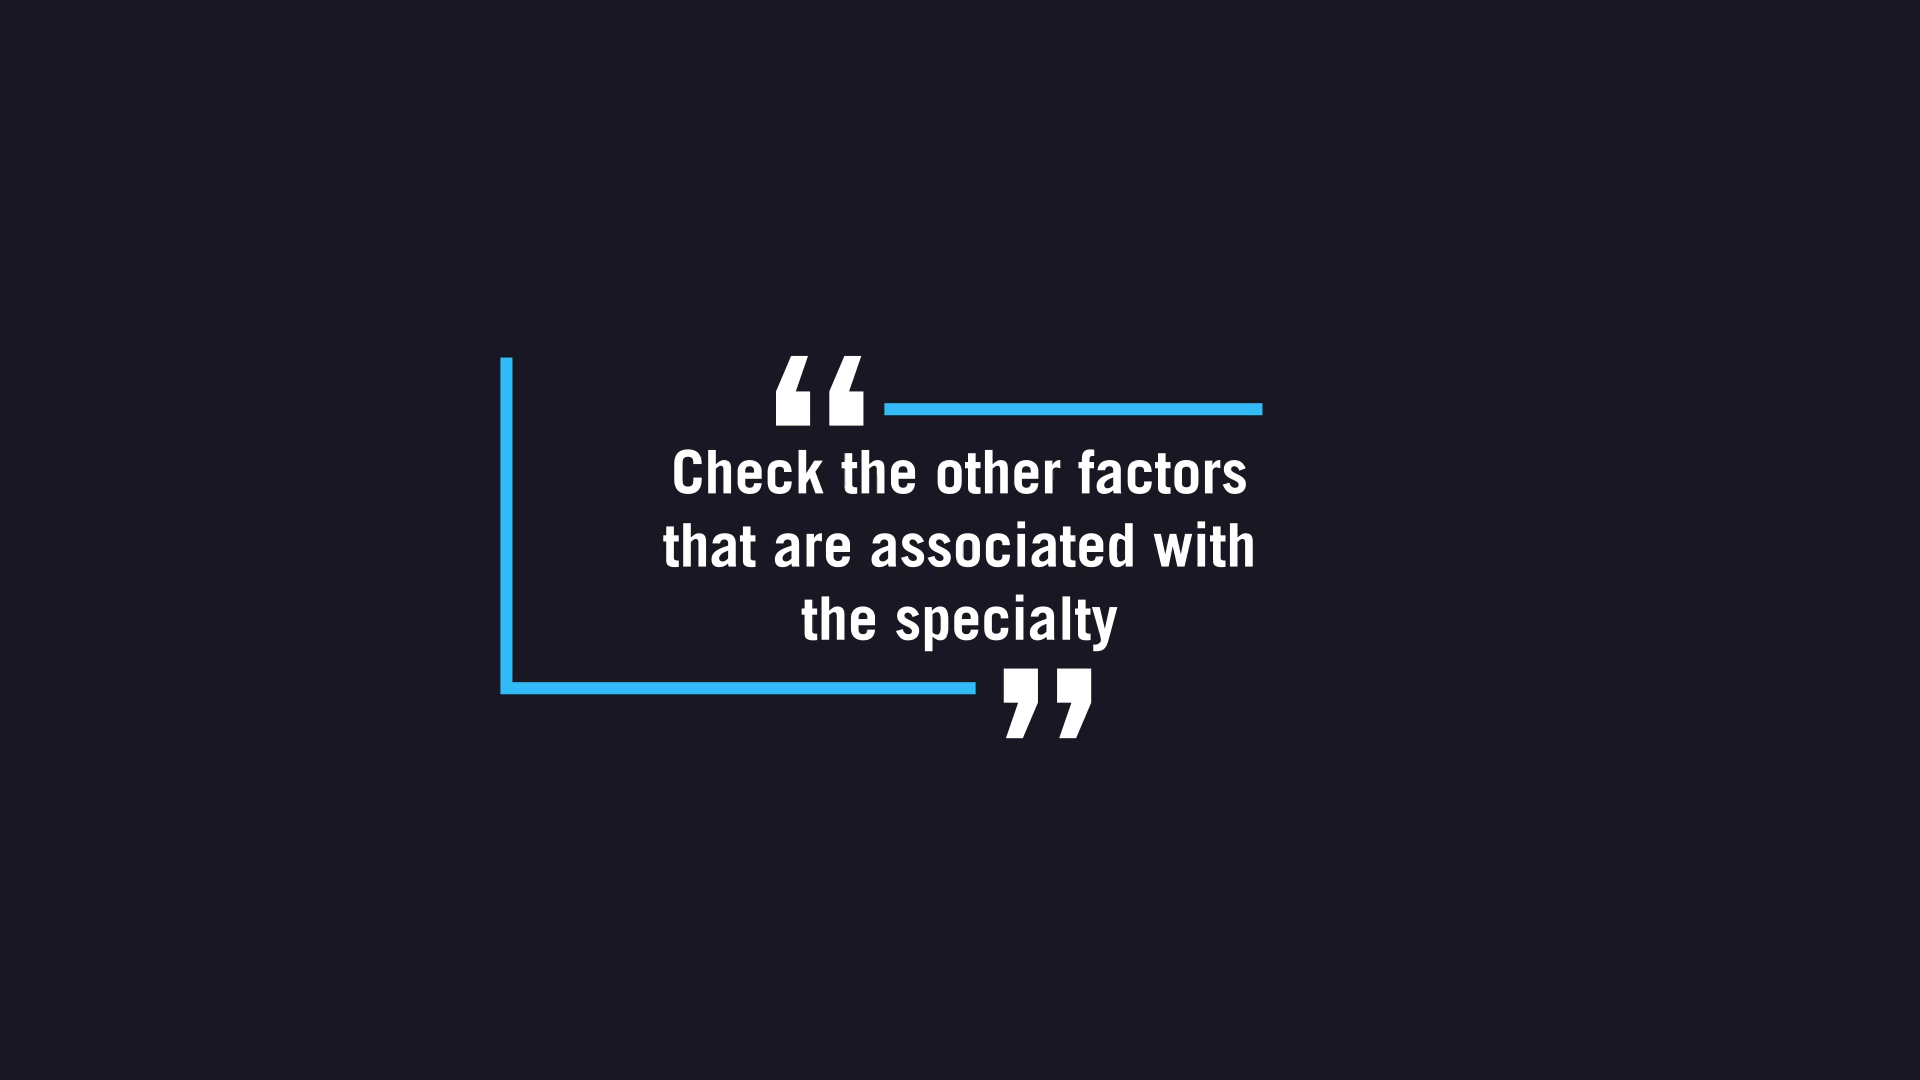 “
Check the other factors
that are associated with
the specialty
”